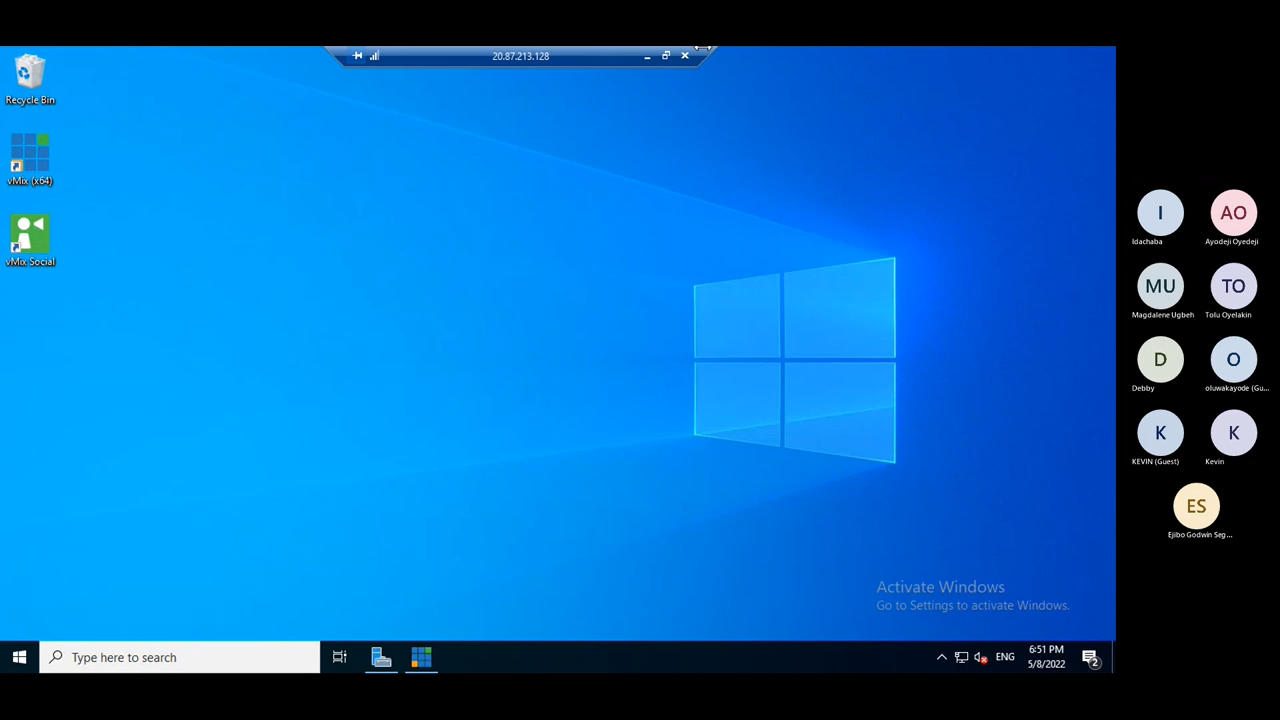 20.87.213.128
Recycle Bin
vMix (x64)
vMix Social
Activate Windows
Go to Settings to activate Windows.
Type here to search
ENG
6:51 PM
5/8/2022
2
I
Idachaba
AO
Ayodeji Oyedeji
MU
Magdalene Ugbeh
TO
Tolu Oyelakin
D
Debby
O
oluwakayode (Gu...
K
KEVIN (Guest)
K
Kevin
ES
Ejibo Godwin Seg...